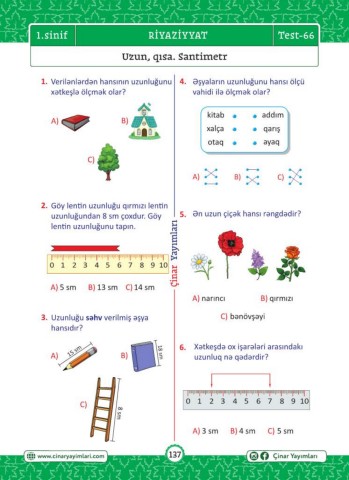 1.sinif
RİYAZİYYAT
Test-66
Uzun, qısa. Santimetr
1. Verilənlərdən hansının uzunluğunu
xətkeşlə ölçmək olar?
A)
B)
C)
2. Göy lentin uzunluğu qırmızı lentin
uzunluğundan 8 sm çoxdur. Göy
lentin uzunluğunu tapın.
0 1 2 3 4 5 6 7 8 9 10
A) 5 sm B) 13 sm C) 14 sm
3. Uzunluğu səhv verilmiş əşya
hansıdır?
A) 15 sm
B) 18 sm
C) 8 sm
Çinar Yayımları
4. Əşyaların uzunluğunu hansı ölçü
vahidi ilə ölçmək olar?
kitab addım
xalça qarış
otaq ayaq
A) B) C)
5. Ən uzun çiçək hansı rəngdədir?
A) narıncı B) qırmızı
C) bənövşəyi
6. Xətkeşdə ox işarələri arasındakı
uzunluq nə qədərdir?
0 1 2 3 4 5 6 7 8 9 10
A) 3 sm B) 4 sm C) 5 sm
www.cinaryayimlari.com
137
Çinar Yayımları